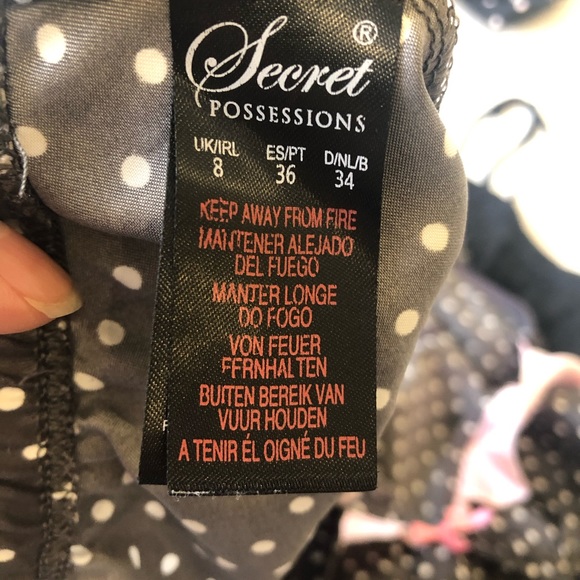 Secret®
POSSESSIONS
UK/IRL ES/PT D/NL/B
8 36 34
KEEP AWAY FROM FIRE
MANTENER ALEJADO
DEL FUEGO
MANTER LONGE
DO FOGO
VON FEUER
FERNHALTEN
BUITEN BEREIK VAN
VUUR HOUDEN
A TENIR ÉL OIGNÉ DU FEU